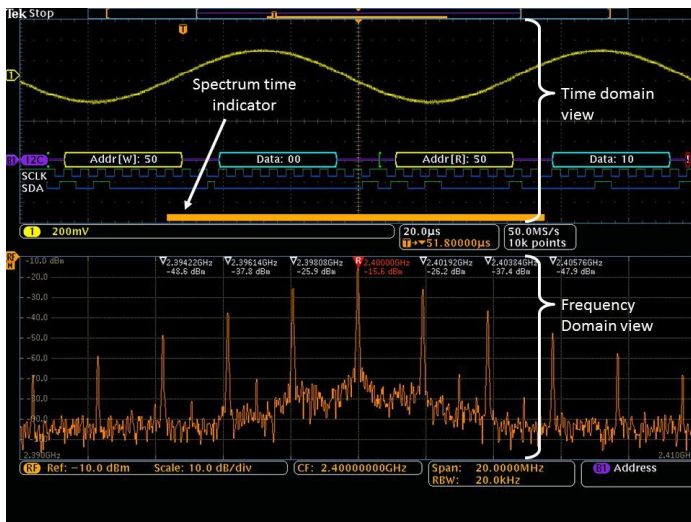 Tek Stop
T
T
Spectrum time
indicator
Time domain
view
1
B1 I2C
Addr[W]: 50
Data: 00
Addr[R]: 50
Data: 10
SCLK
SDA
1 200mV
20.0µs
T→▼51.80000µs
50.0MS/s
10k points
RF
-10.0 dBm
▽2.39422GHz
-48.6 dBm
▽2.39614GHz
-37.8 dBm
▽2.39808GHz
-25.9 dBm
R 2.40000GHz
-15.6 dBm
▽2.40192GHz
-26.2 dBm
▽2.40384GHz
-37.4 dBm
▽2.40576GHz
-47.9 dBm
-30.0
-40.0
-50.0
-60.0
Frequency
Domain view
2.390GHz
2.410GHz
RF Ref: -10.0 dBm
Scale: 10.0 dB/div
CF: 2.40000000GHz
Span: 20.0000MHz
RBW: 20.0kHz
B1 Address